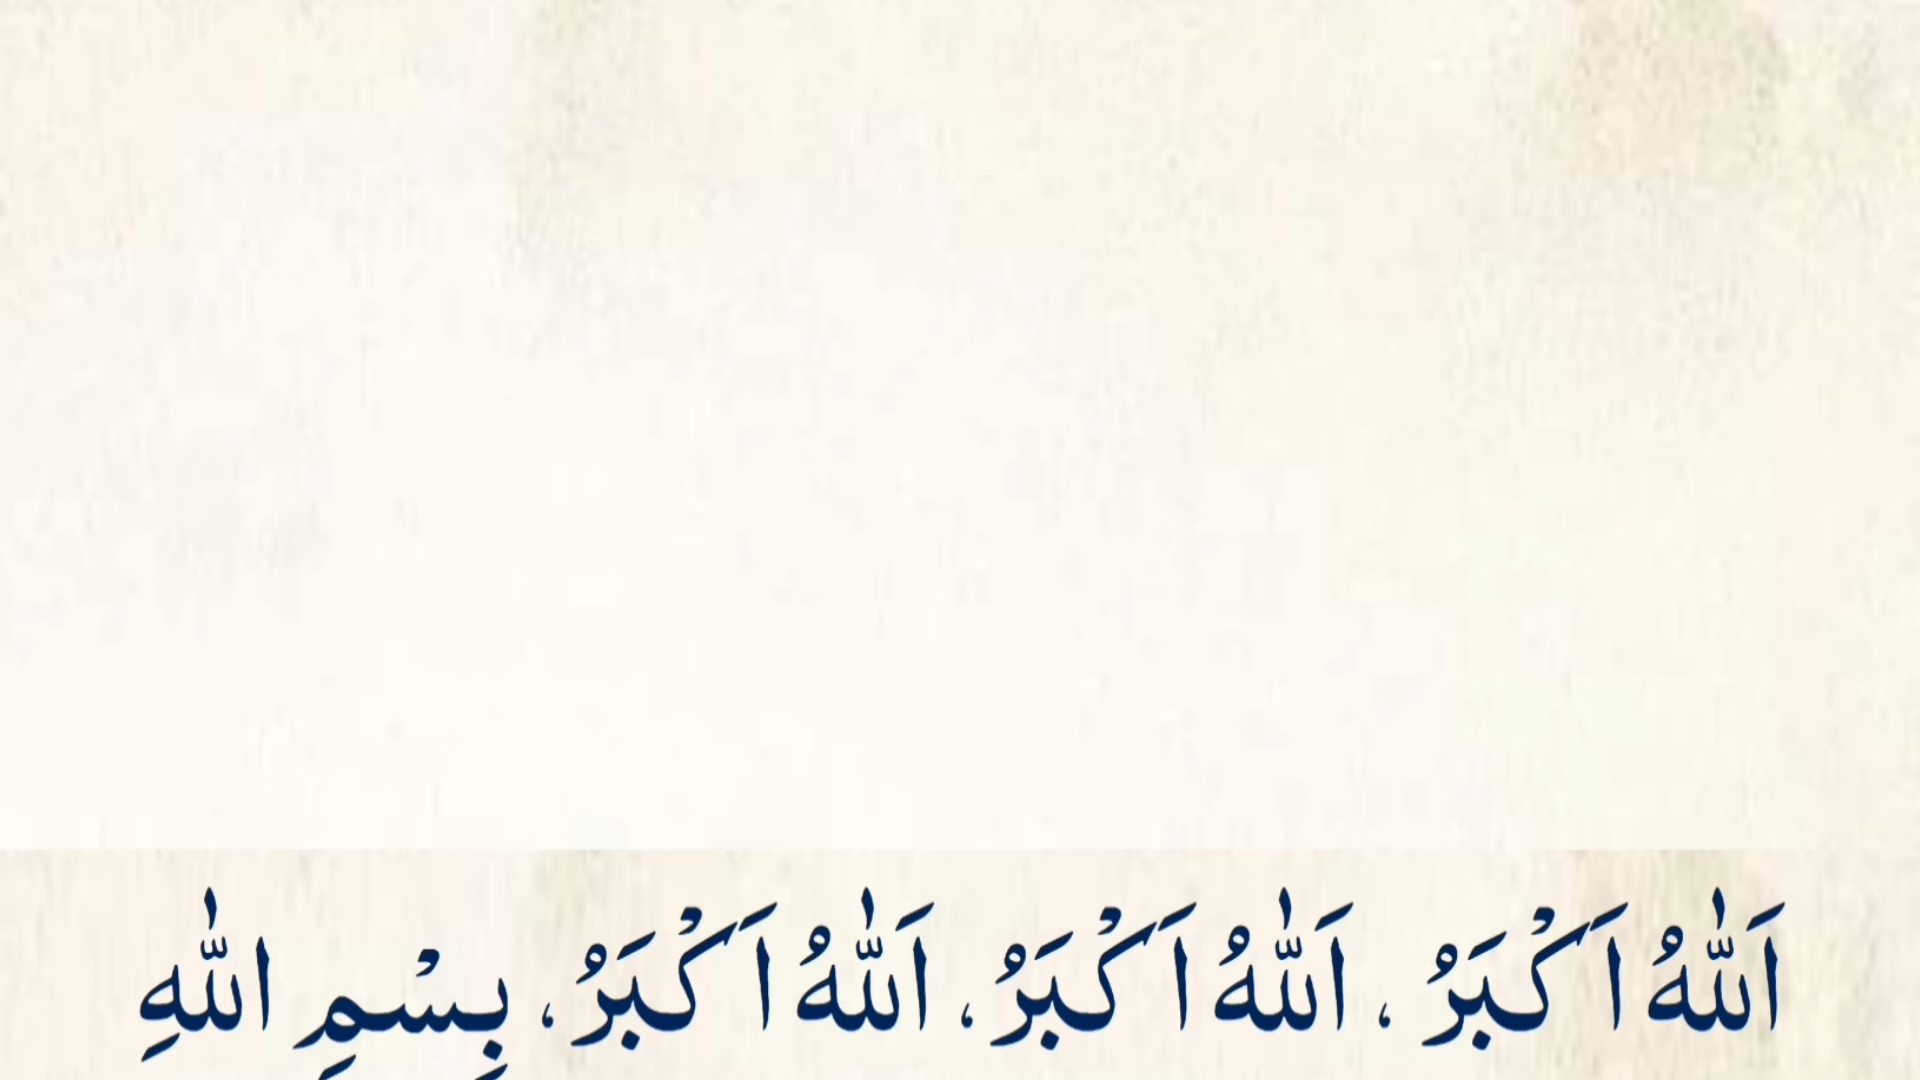 اَللّٰهُ اَكْبَرُ ، اَللّٰهُ اَكْبَرُ، اَللّٰهُ اَكْبَرُ، بِسْمِ اللّٰهِ